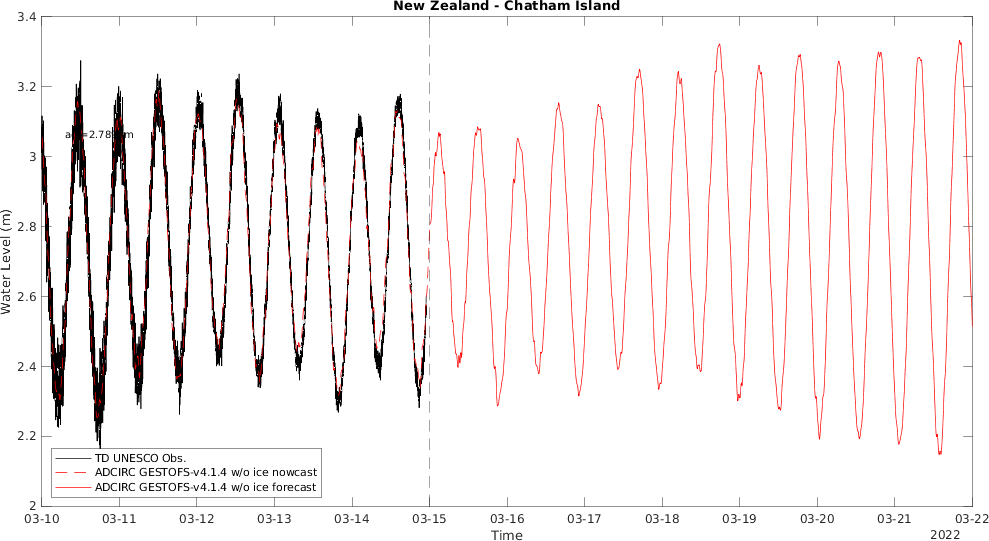 New Zealand - Chatham Island
3.4
3.2
3
2.8
2.6
2.4
2.2
2
Water Level (m)
TD UNESCO Obs.
ADCIRC GESTOFS-v4.1.4 w/o ice nowcast
ADCIRC GESTOFS-v4.1.4 w/o ice forecast
03-10 03-11 03-12 03-13 03-14 03-15 03-16 03-17 03-18 03-19 03-20 03-21 03-22
Time
2022